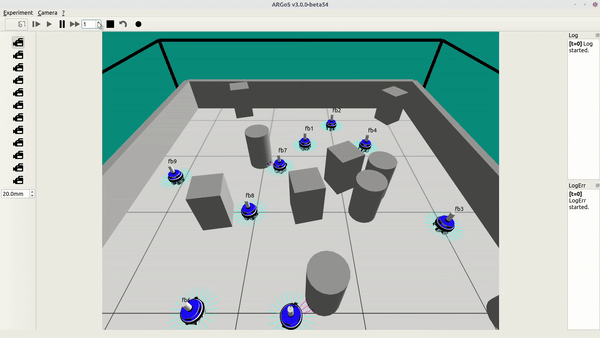 ARGoS v3.0.0-beta54
Experiment Camera ?
1
Log
[t=0] Log
started.
fb2
fb1
fb4
fb7
fb9
fb8
fb3
20.0mm
LogErr
[t=0]
LogErr
started.